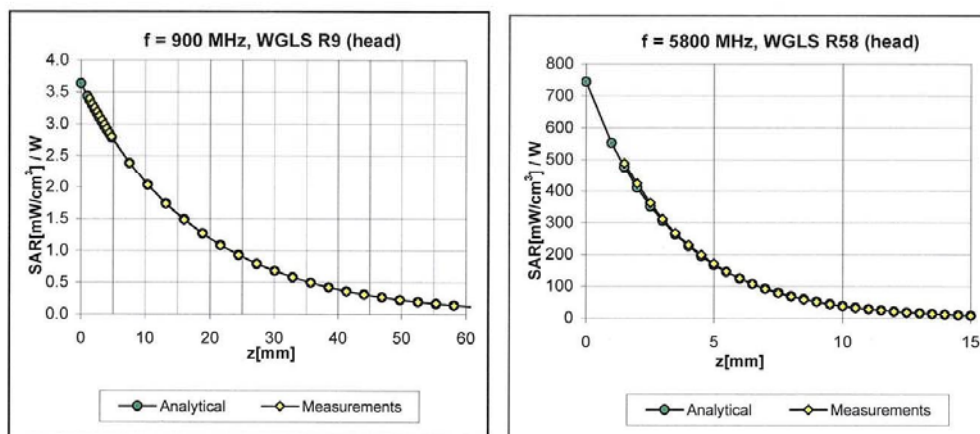 f = 900 MHz, WGLS R9 (head)
SAR[mW/cm³] / W
4.0
3.5
3.0
2.5
2.0
1.5
1.0
0.5
0.0
0
10
20
30
40
50
60
z[mm]
Analytical
Measurements
f = 5800 MHz, WGLS R58 (head)
SAR[mW/cm³] / W
800
700
600
500
400
300
200
100
0
0
5
10
15
z[mm]
Analytical
Measurements